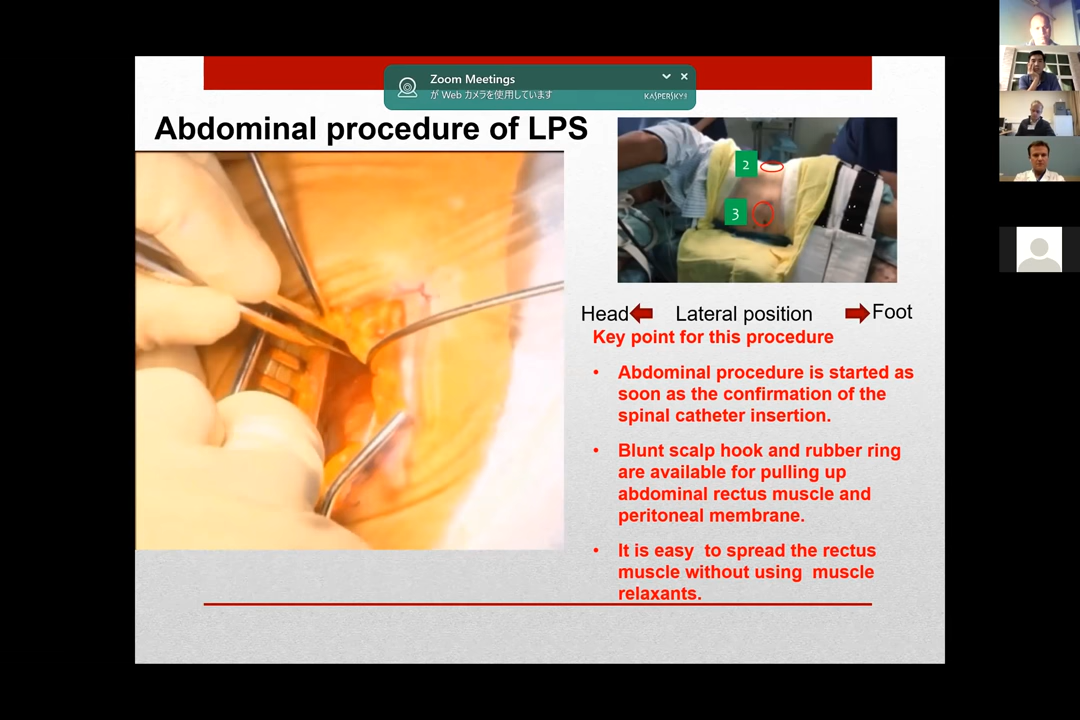 Zoom Meetings
が Web カメラを使用しています
KASPERSKY
Abdominal procedure of LPS
2
3
Head
Lateral position
Foot
Key point for this procedure
• Abdominal procedure is started as
soon as the confirmation of the
spinal catheter insertion.
• Blunt scalp hook and rubber ring
are available for pulling up
abdominal rectus muscle and
peritoneal membrane.
• It is easy to spread the rectus
muscle without using muscle
relaxants.